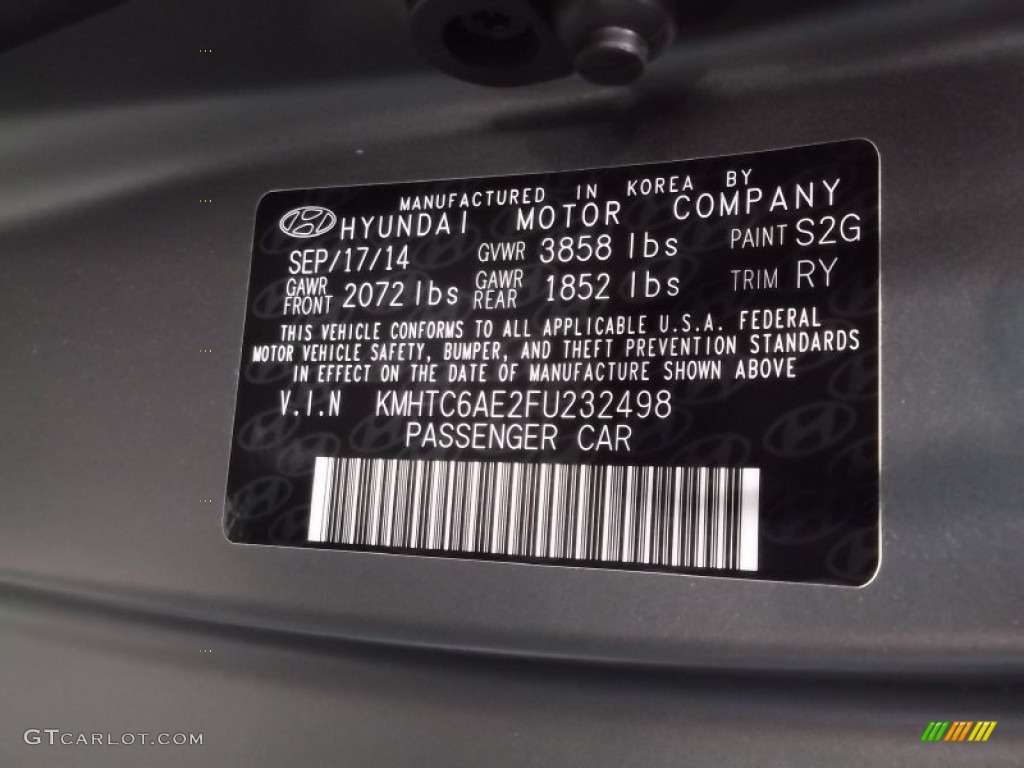 MANUFACTURED IN KOREA BY
HYUNDAI MOTOR COMPANY
SEP/17/14 GVWR 3858 lbs PAINT S2G
GAWR FRONT 2072 lbs GAWR REAR 1852 lbs TRIM RY
THIS VEHICLE CONFORMS TO ALL APPLICABLE U.S.A. FEDERAL
MOTOR VEHICLE SAFETY, BUMPER, AND THEFT PREVENTION STANDARDS
IN EFFECT ON THE DATE OF MANUFACTURE SHOWN ABOVE
V.I.N KMHTC6AE2FU232498
PASSENGER CAR
GTCARLOT.COM